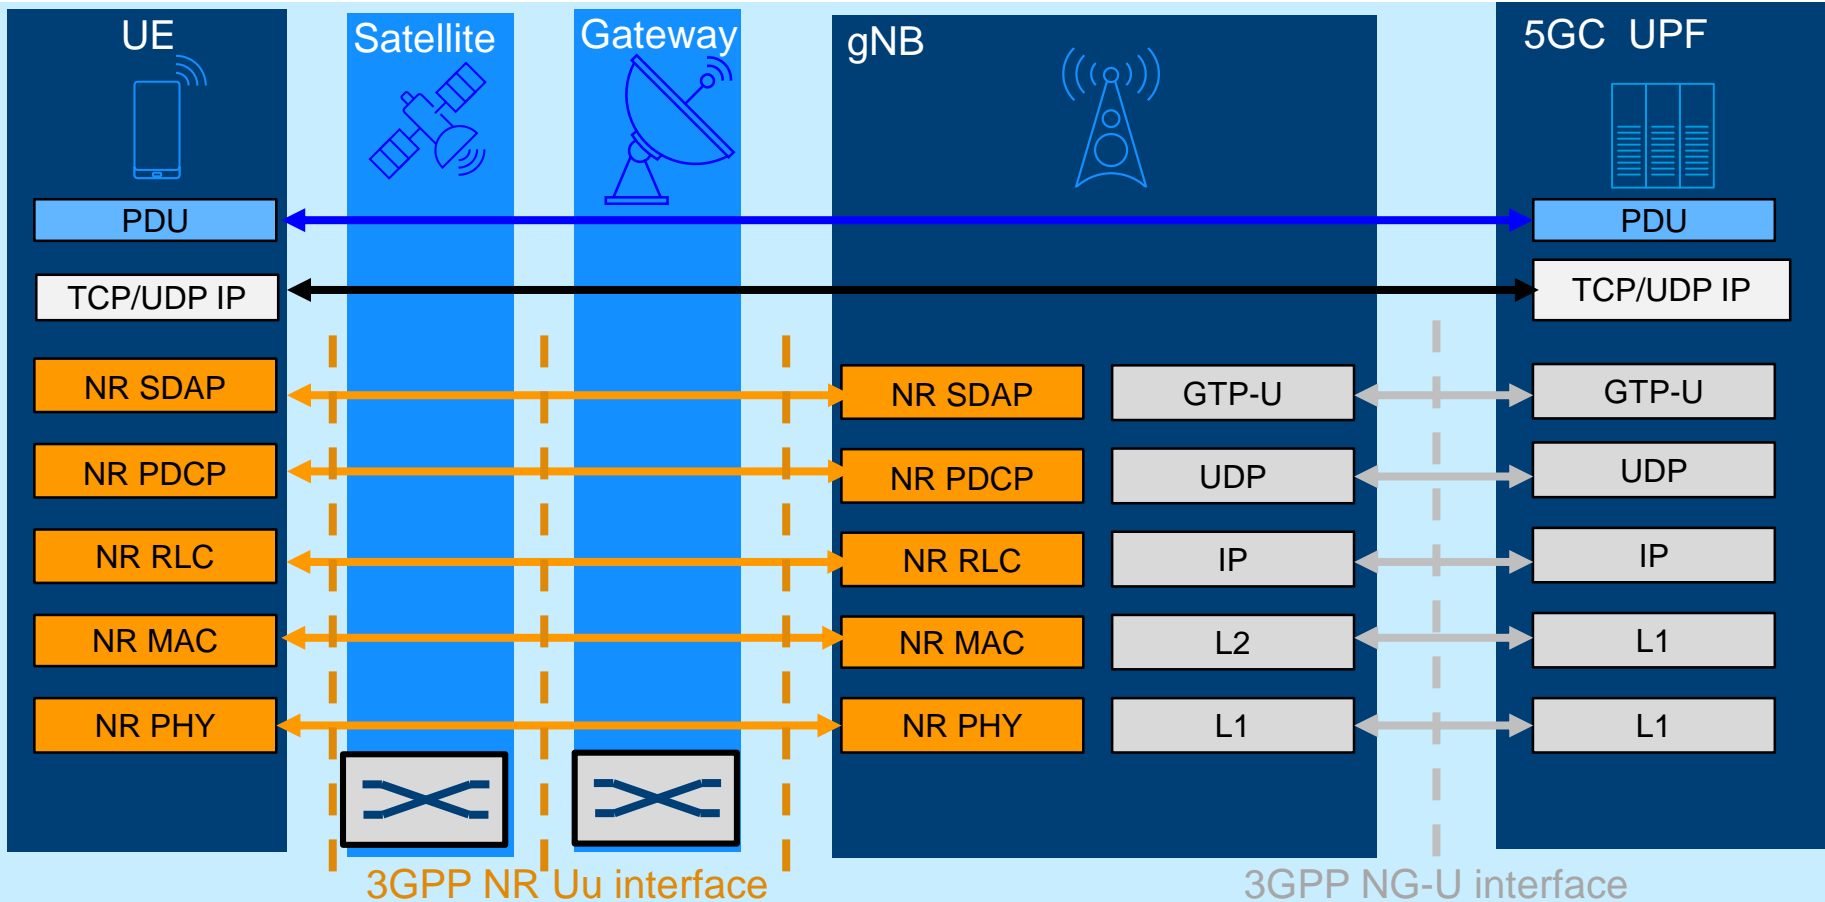 UE
Satellite
Gateway
gNB
5GC UPF
PDU
PDU
TCP/UDP IP
TCP/UDP IP
NR SDAP
NR SDAP
GTP-U
GTP-U
NR PDCP
NR PDCP
UDP
UDP
NR RLC
NR RLC
IP
IP
NR MAC
NR MAC
L2
L1
NR PHY
NR PHY
L1
L1
3GPP NR Uu interface
3GPP NG-U interface